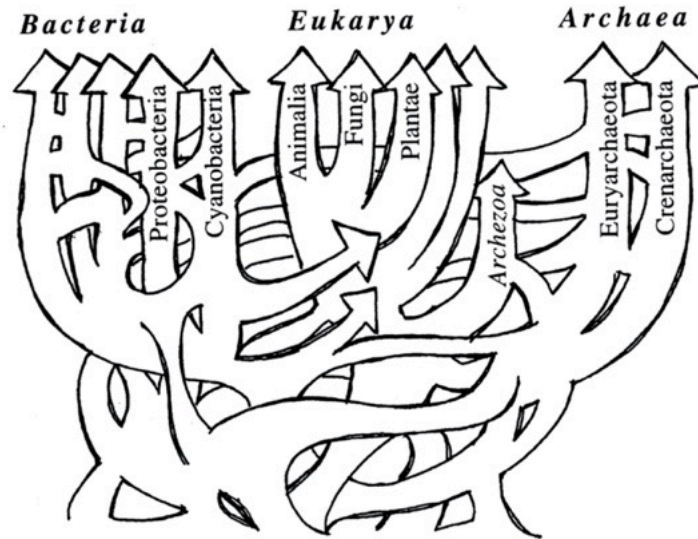 Bacteria Eukarya Archaea
Proteobacteria
Cyanobacteria
Animalia
Fungi
Plantae
Archezoa
Euryarchaeota
Crenarchaeota